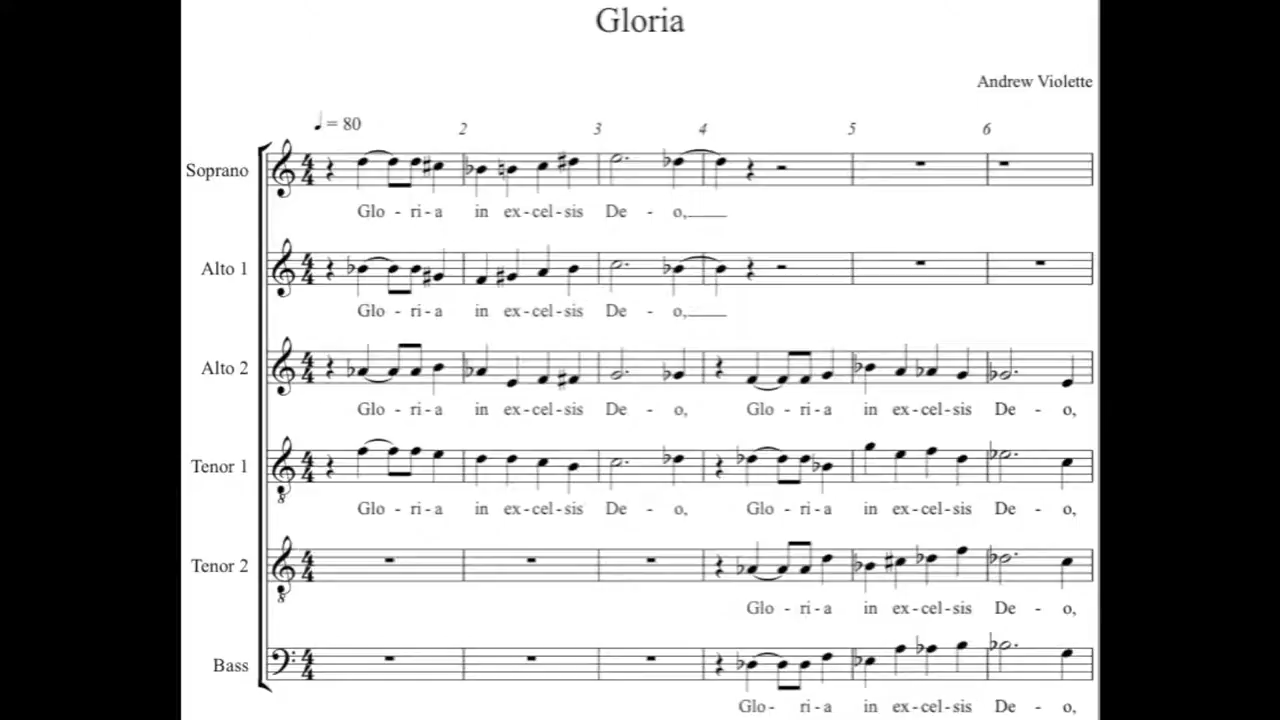 Gloria
Andrew Violette
♩ = 80
2 3 4 5 6
Soprano
Glo - ri - a in ex - cel - sis De - o,
Alto 1
Glo - ri - a in ex - cel - sis De - o,
Alto 2
Glo - ri - a in ex - cel - sis De - o, Glo - ri - a in ex - cel - sis De - o,
Tenor 1
8
Glo - ri - a in ex - cel - sis De - o, Glo - ri - a in ex - cel - sis De - o,
Tenor 2
8
Glo - ri - a in ex - cel - sis De - o,
Bass
Glo - ri - a in ex - cel - sis De - o,